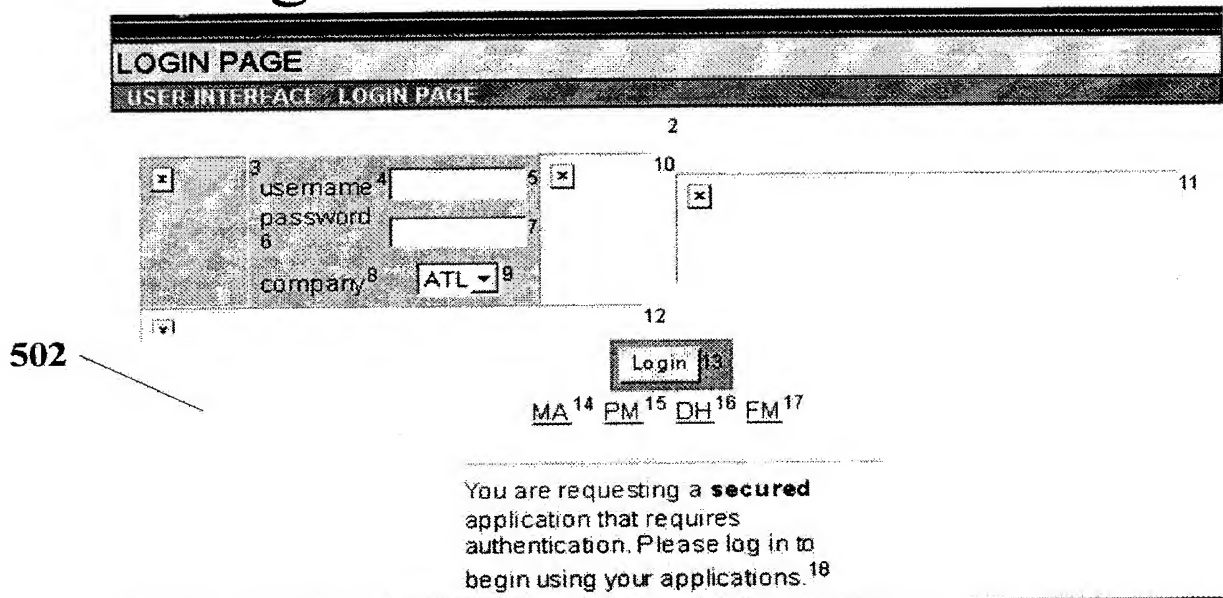 LOGIN PAGE
USER INTERFACE LOGIN PAGE
2
3 username 4 5 10 11
password
6 7
company 8 ATL 9
12
502
Login 13
MA 14 PM 15 DH 16 FM 17
You are requesting a secured
application that requires
authentication. Please log in to
begin using your applications. 18